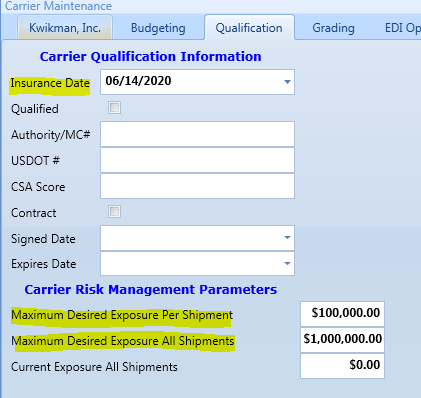 Carrier Maintenance
Kwikman, Inc. Budgeting Qualification Grading EDI Op
Carrier Qualification Information
Insurance Date 06/14/2020
Qualified
Authority/MC#
USDOT #
CSA Score
Contract
Signed Date
Expires Date
Carrier Risk Management Parameters
Maximum Desired Exposure Per Shipment $100,000.00
Maximum Desired Exposure All Shipments $1,000,000.00
Current Exposure All Shipments $0.00